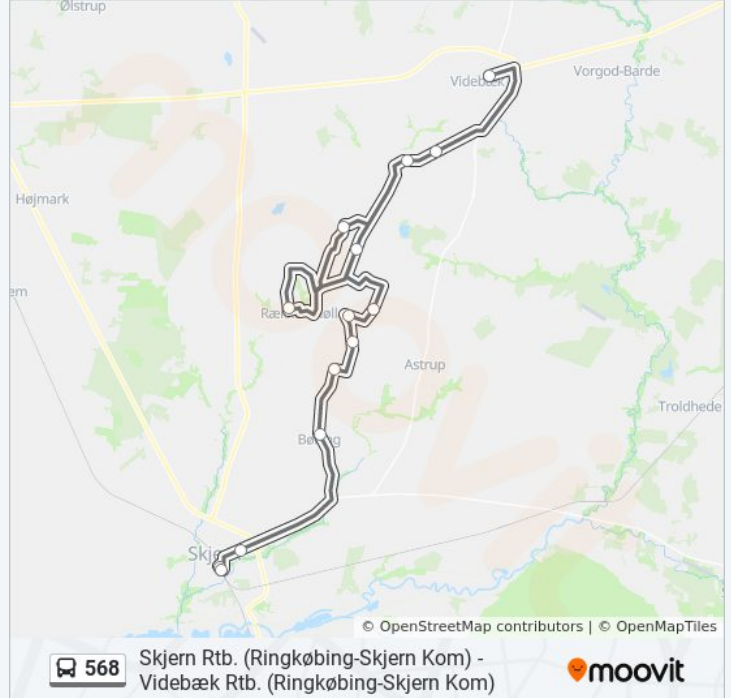 Ølstrup
Videbæk
Vorgod-Barde
Højmark
em
Astrup
Troldhede
© OpenStreetMap contributors | © OpenMapTiles
568
Skjern Rtb. (Ringkøbing-Skjern Kom) -
Videbæk Rtb. (Ringkøbing-Skjern Kom)
moovit